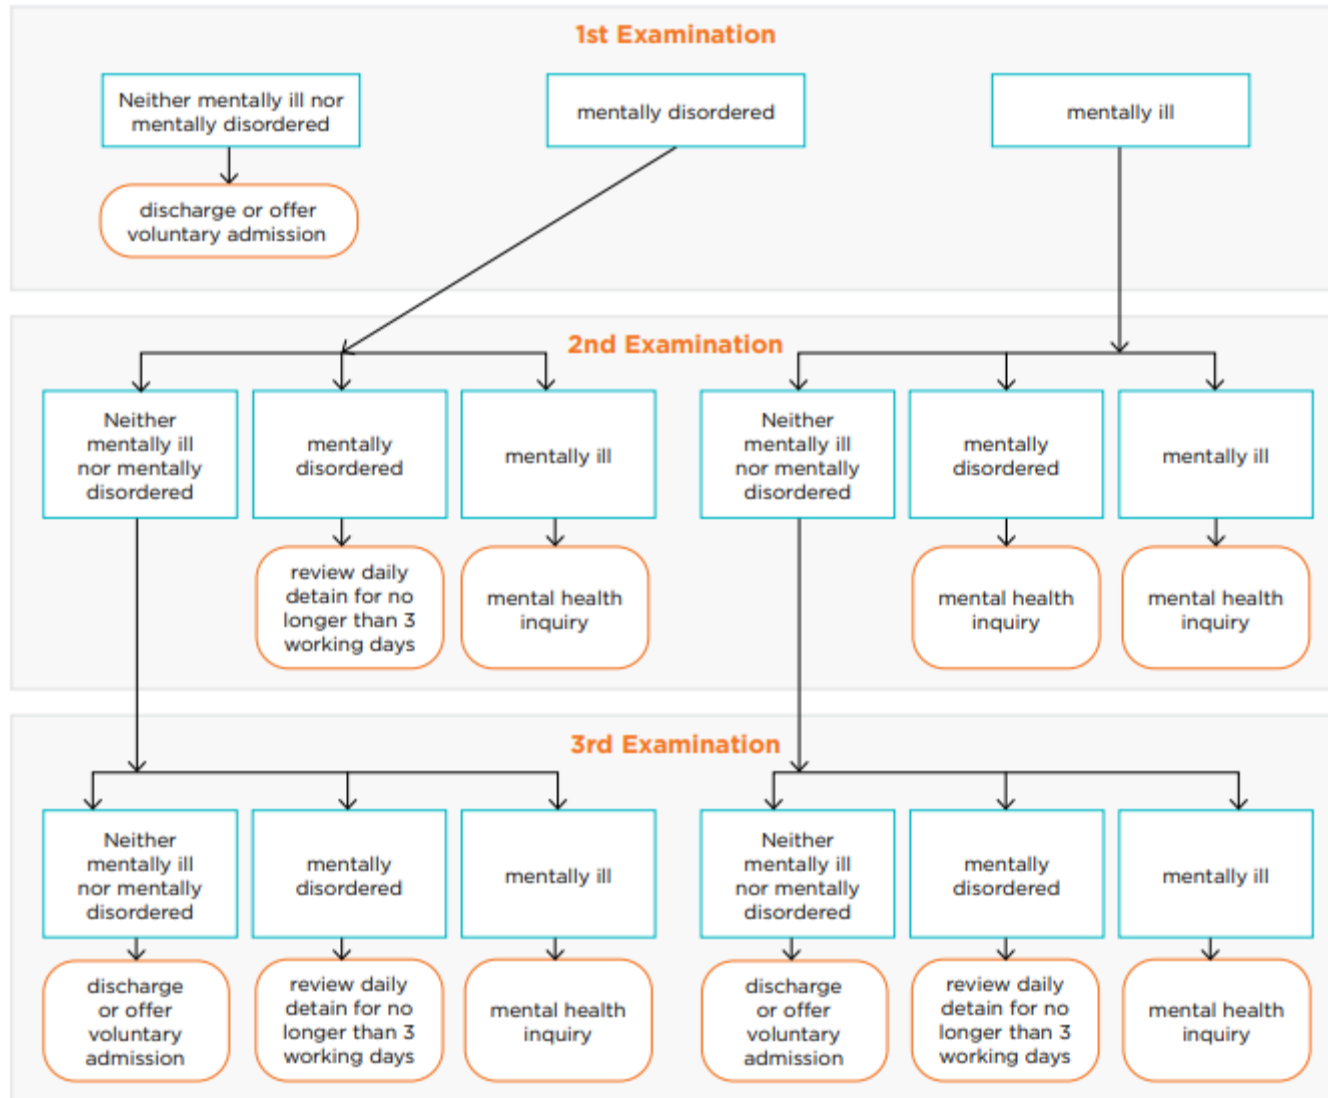 1st Examination
Neither mentally ill nor
mentally disordered
mentally disordered
mentally ill
discharge or offer
voluntary admission
2nd Examination
Neither
mentally ill
nor mentally
disordered
mentally
disordered
mentally ill
Neither
mentally ill
nor mentally
disordered
mentally
disordered
mentally ill
review daily
detain for no
longer than 3
working days
mental health
inquiry
mental health
inquiry
mental health
inquiry
3rd Examination
Neither
mentally ill
nor mentally
disordered
mentally
disordered
mentally ill
Neither
mentally ill
nor mentally
disordered
mentally
disordered
mentally ill
discharge
or offer
voluntary
admission
review daily
detain for no
longer than 3
working days
mental health
inquiry
discharge
or offer
voluntary
admission
review daily
detain for no
longer than 3
working days
mental health
inquiry